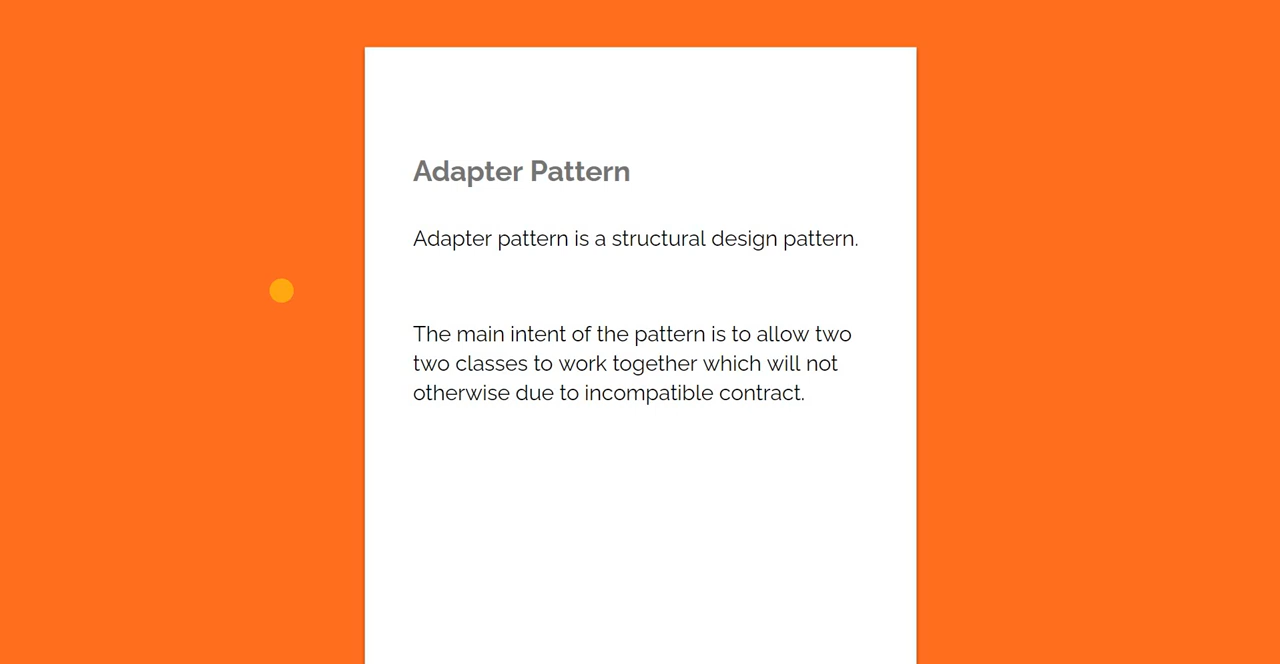 Adapter Pattern
Adapter pattern is a structural design pattern.
The main intent of the pattern is to allow two
two classes to work together which will not
otherwise due to incompatible contract.